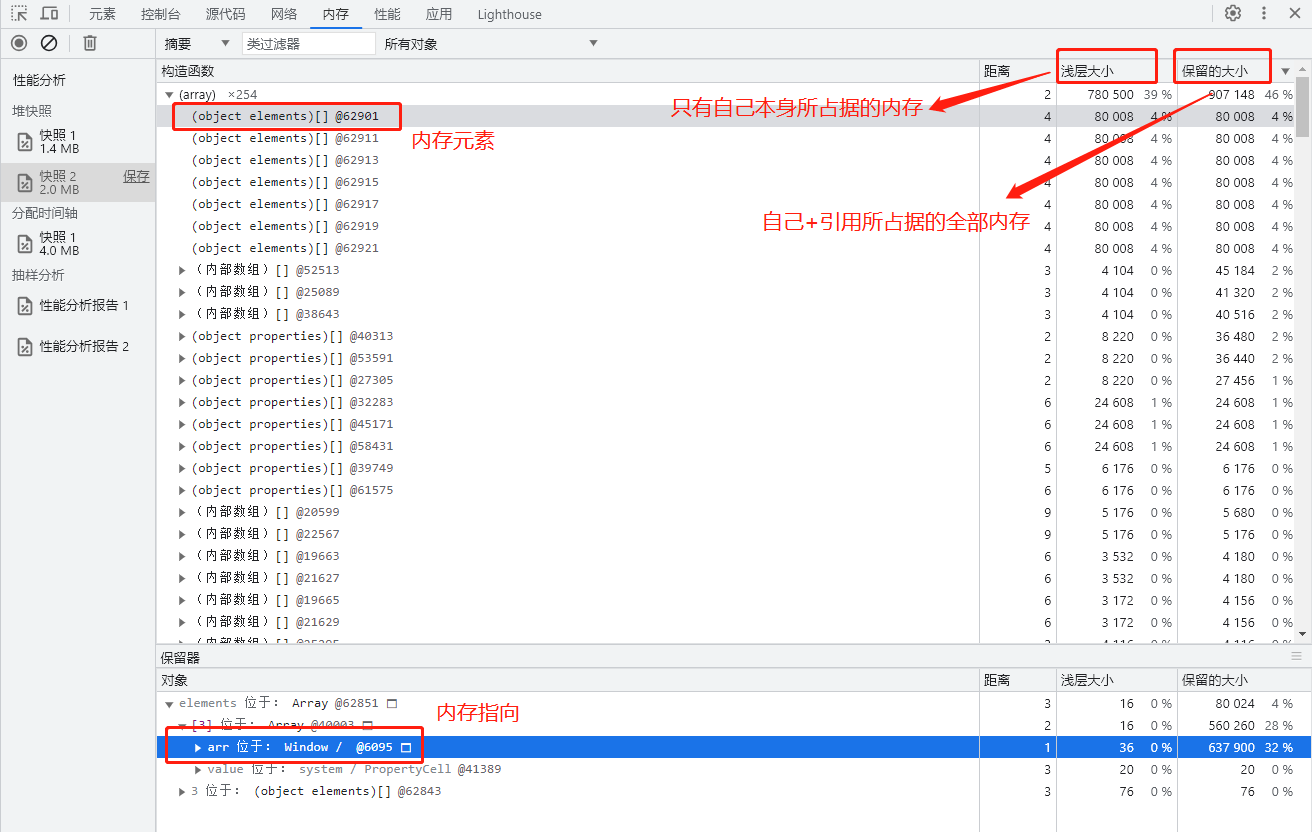 元素 控制台 源代码 网络 内存 性能 应用 Lighthouse
摘要 ▼ 类过滤器 所有对象 ▼
性能分析
堆快照
快照 1
1.4 MB
快照 2 保存
2.0 MB
分配时间轴
快照 1
4.0 MB
抽样分析
性能分析报告 1
性能分析报告 2
构造函数 距离 浅层大小 保留的大小 ▼
▼ (array) ×254 2 780 500 39 % 907 148 46 %
(object elements)[] @62901 4 80 008 4 % 80 008 4 %
(object elements)[] @62911 4 80 008 4 % 80 008 4 %
(object elements)[] @62913 4 80 008 4 % 80 008 4 %
(object elements)[] @62915 4 80 008 4 % 80 008 4 %
(object elements)[] @62917 4 80 008 4 % 80 008 4 %
(object elements)[] @62919 4 80 008 4 % 80 008 4 %
(object elements)[] @62921 4 80 008 4 % 80 008 4 %
▶ (内部数组) [] @52513 3 4 104 0 % 45 184 2 %
▶ (内部数组) [] @25089 3 4 104 0 % 41 320 2 %
▶ (内部数组) [] @38643 3 4 104 0 % 40 516 2 %
▶ (object properties)[] @40313 2 8 220 0 % 36 480 2 %
▶ (object properties)[] @53591 2 8 220 0 % 36 440 2 %
▶ (object properties)[] @27305 2 8 220 0 % 27 456 1 %
▶ (object properties)[] @32283 6 24 608 1 % 24 608 1 %
▶ (object properties)[] @45171 6 24 608 1 % 24 608 1 %
▶ (object properties)[] @58431 6 24 608 1 % 24 608 1 %
▶ (object properties)[] @39749 5 6 176 0 % 6 176 0 %
▶ (object properties)[] @61575 6 6 176 0 % 6 176 0 %
▶ (内部数组) [] @20599 9 5 176 0 % 5 680 0 %
▶ (内部数组) [] @22567 9 5 176 0 % 5 176 0 %
▶ (内部数组) [] @19663 6 3 532 0 % 4 180 0 %
▶ (内部数组) [] @21627 6 3 532 0 % 4 180 0 %
▶ (内部数组) [] @19665 6 3 172 0 % 4 156 0 %
▶ (内部数组) [] @21629 6 3 172 0 % 4 156 0 %
只有自己本身所占据的内存
内存元素
自己+引用所占据的全部内存
保留器
对象 距离 浅层大小 保留的大小
▼ elements 位于: Array @62851 3 16 0 % 80 024 4 %
▼ [3] 位于: Array @40003 2 16 0 % 560 260 28 %
内存指向
▶ arr 位于: Window / @6095 1 36 0 % 637 900 32 %
▶ value 位于: system / PropertyCell @41389 3 20 0 % 20 0 %
▶ 3 位于: (object elements)[] @62843 3 76 0 % 76 0 %